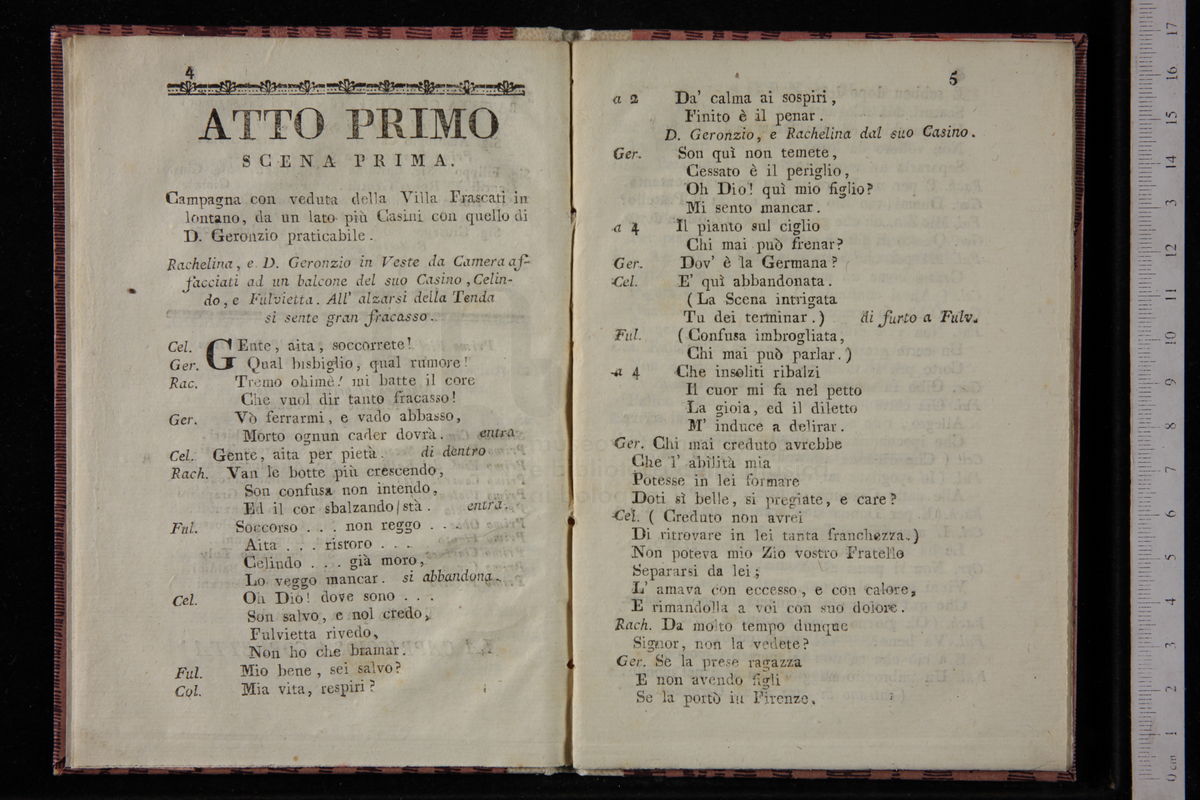 4
ATTO PRIMO
SCENA PRIMA.
Campagna con veduta della Villa Frascati in
lontano, da un lato più Casini con quello di
D. Geronzio praticabile.
Rachelina, e D. Geronzio in Veste da Camera af-
facciati ad un balcone del suo Casino, Celin-
do, e Fulvietta. All' alzarsi della Tenda
si sente gran fracasso.
Cel. GEnte, aita, soccorrete!
Ger. Qual bisbiglio, qual rumore!
Rac. Tremo ohimè! mi batte il core
Che vuol dir tanto fracasso!
Ger. Vò ferrarmi, e vado abbasso,
Morto ognun cader dovrà. entra
Cel. Gente, aita per pietà. di dentro
Rach. Van le botte più crescendo,
Son confusa non intendo,
Ed il cor sbalzando stà. entra.
Ful. Soccorso . . . non reggo . . .
Aita . . . ristoro . . .
Celindo . . . già moro,
Lo veggo mancar. si abbandona.
Cel. Oh Dio! dove sono . . .
Son salvo, e nol credo,
Fulvietta rivedo,
Non ho che bramar.
Ful. Mio bene, sei salvo?
Col. Mia vita, respiri?
5
a 2 Da' calma ai sospiri,
Finito è il penar.
D. Geronzio, e Rachelina dal suo Casino.
Ger. Son quì non temete,
Cessato è il periglio,
Oh Dio! quì mio figlio?
Mi sento mancar.
a 4 Il pianto sul ciglio
Chi mai può frenar?
Ger. Dov' è la Germana?
Cel. E' quì abbandonata.
(La Scena intrigata
Tu dei terminar.) di furto a Fulv.
Ful. (Confusa imbrogliata,
Chi mai può parlar.)
a 4 Che insoliti ribalzi
Il cuor mi fa nel petto
La gioia, ed il diletto
M' induce a delirar.
Ger. Chi mai creduto avrebbe
Che l' abilità mia
Potesse in lei formare
Doti sì belle, si pregiate, e care?
Cel. (Creduto non avrei
Di ritrovare in lei tanta franchezza.)
Non poteva mio Zio vostro Fratello
Separarsi da lei;
L' amava con eccesso, e con calore,
E rimandolla a voi con suo dolore.
Rach. Da molto tempo dunque
Signor, non la vedete?
Ger. Se la prese ragazza
E non avendo figli
Se la portò in Firenze.